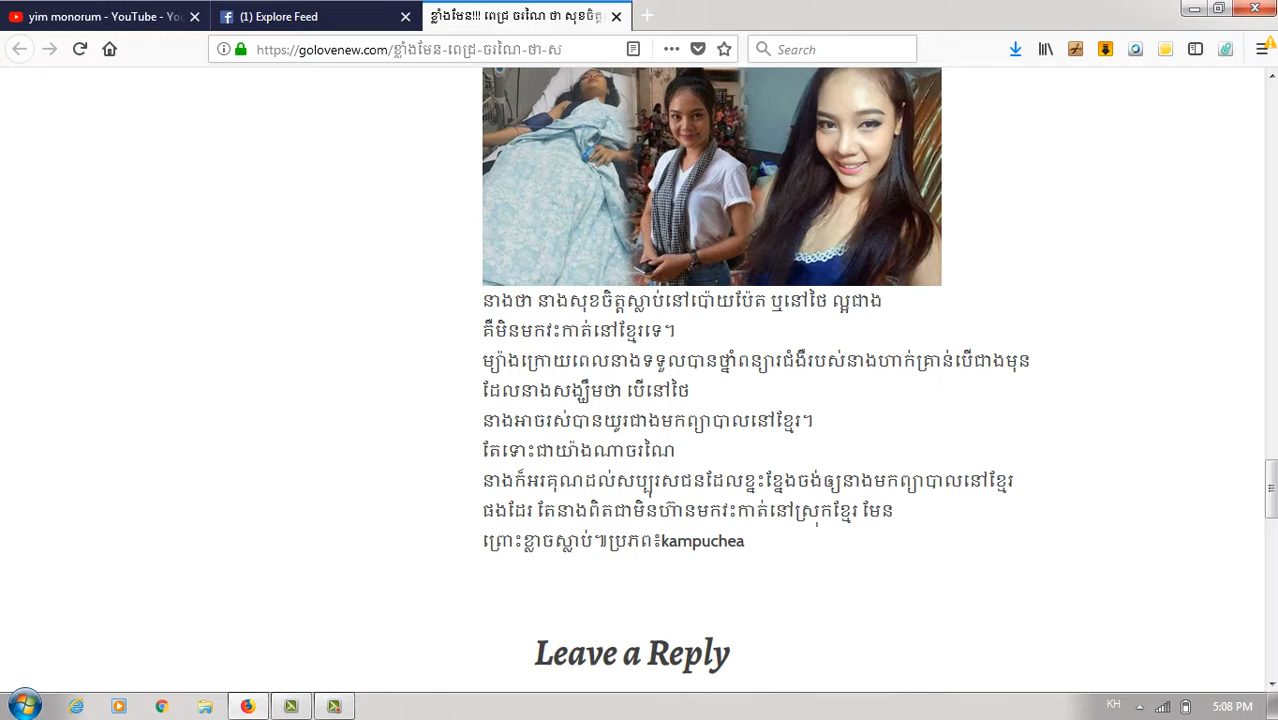 yim monorum - YouTube - You
(1) Explore Feed
ខ្លាំងមែន!!! ពេជ្រ ចរណៃ ថា សុខចិត្ត
https://golovenew.com/ខ្លាំងមែន-ពេជ្រ-ចរណៃ-ថា-ស
Search
នាងថា នាងសុខចិត្តស្លាប់នៅប៉ោយប៉ែត ឬនៅថៃ ល្អជាង
គឺមិនមកវះកាត់នៅខ្មែរទេ។
ម្យ៉ាងក្រោយពេលនាងទទួលបានថ្នាំពន្យារជំងឺរបស់នាងហាក់គ្រាន់បើជាងមុន
ដែលនាងសង្ឃឹមថា បើនៅថៃ
នាងអាចរស់បានយូរជាងមកព្យាបាលនៅខ្មែរ។
តែទោះជាយ៉ាងណាចរណៃ
នាងក៏អរគុណដល់សប្បុរសជនដែលខ្នះខ្នែងចង់ឲ្យនាងមកព្យាបាលនៅខ្មែរ
ផងដែរ តែនាងពិតជាមិនហ៊ានមកវះកាត់នៅស្រុកខ្មែរ មែន
ព្រោះខ្លាចស្លាប់៕ប្រភព៖kampuchea
Leave a Reply
KH
5:08 PM